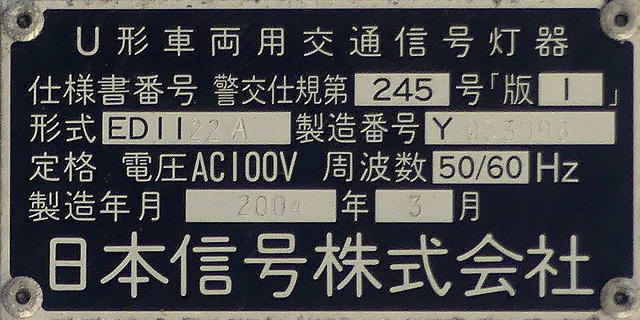 U形車両用交通信号灯器
仕様書番号 警交仕規第 245 号「版 1 」
形式 ED1122A 製造番号 Y
定格 電圧AC100V 周波数 50/60 Hz
製造年月 2004 年 3 月
日本信号株式会社